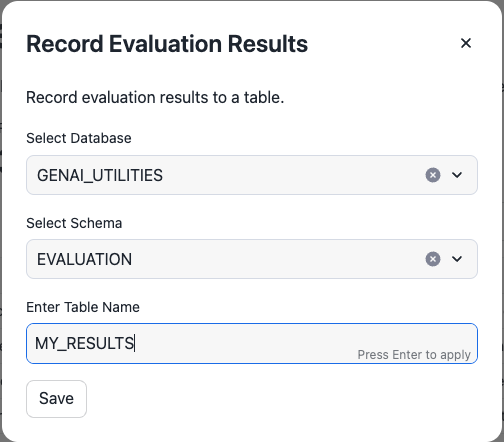 Record Evaluation Results
Record evaluation results to a table.
Select Database
GENAI_UTILITIES
Select Schema
EVALUATION
Enter Table Name
MY_RESULTS
Press Enter to apply
Save